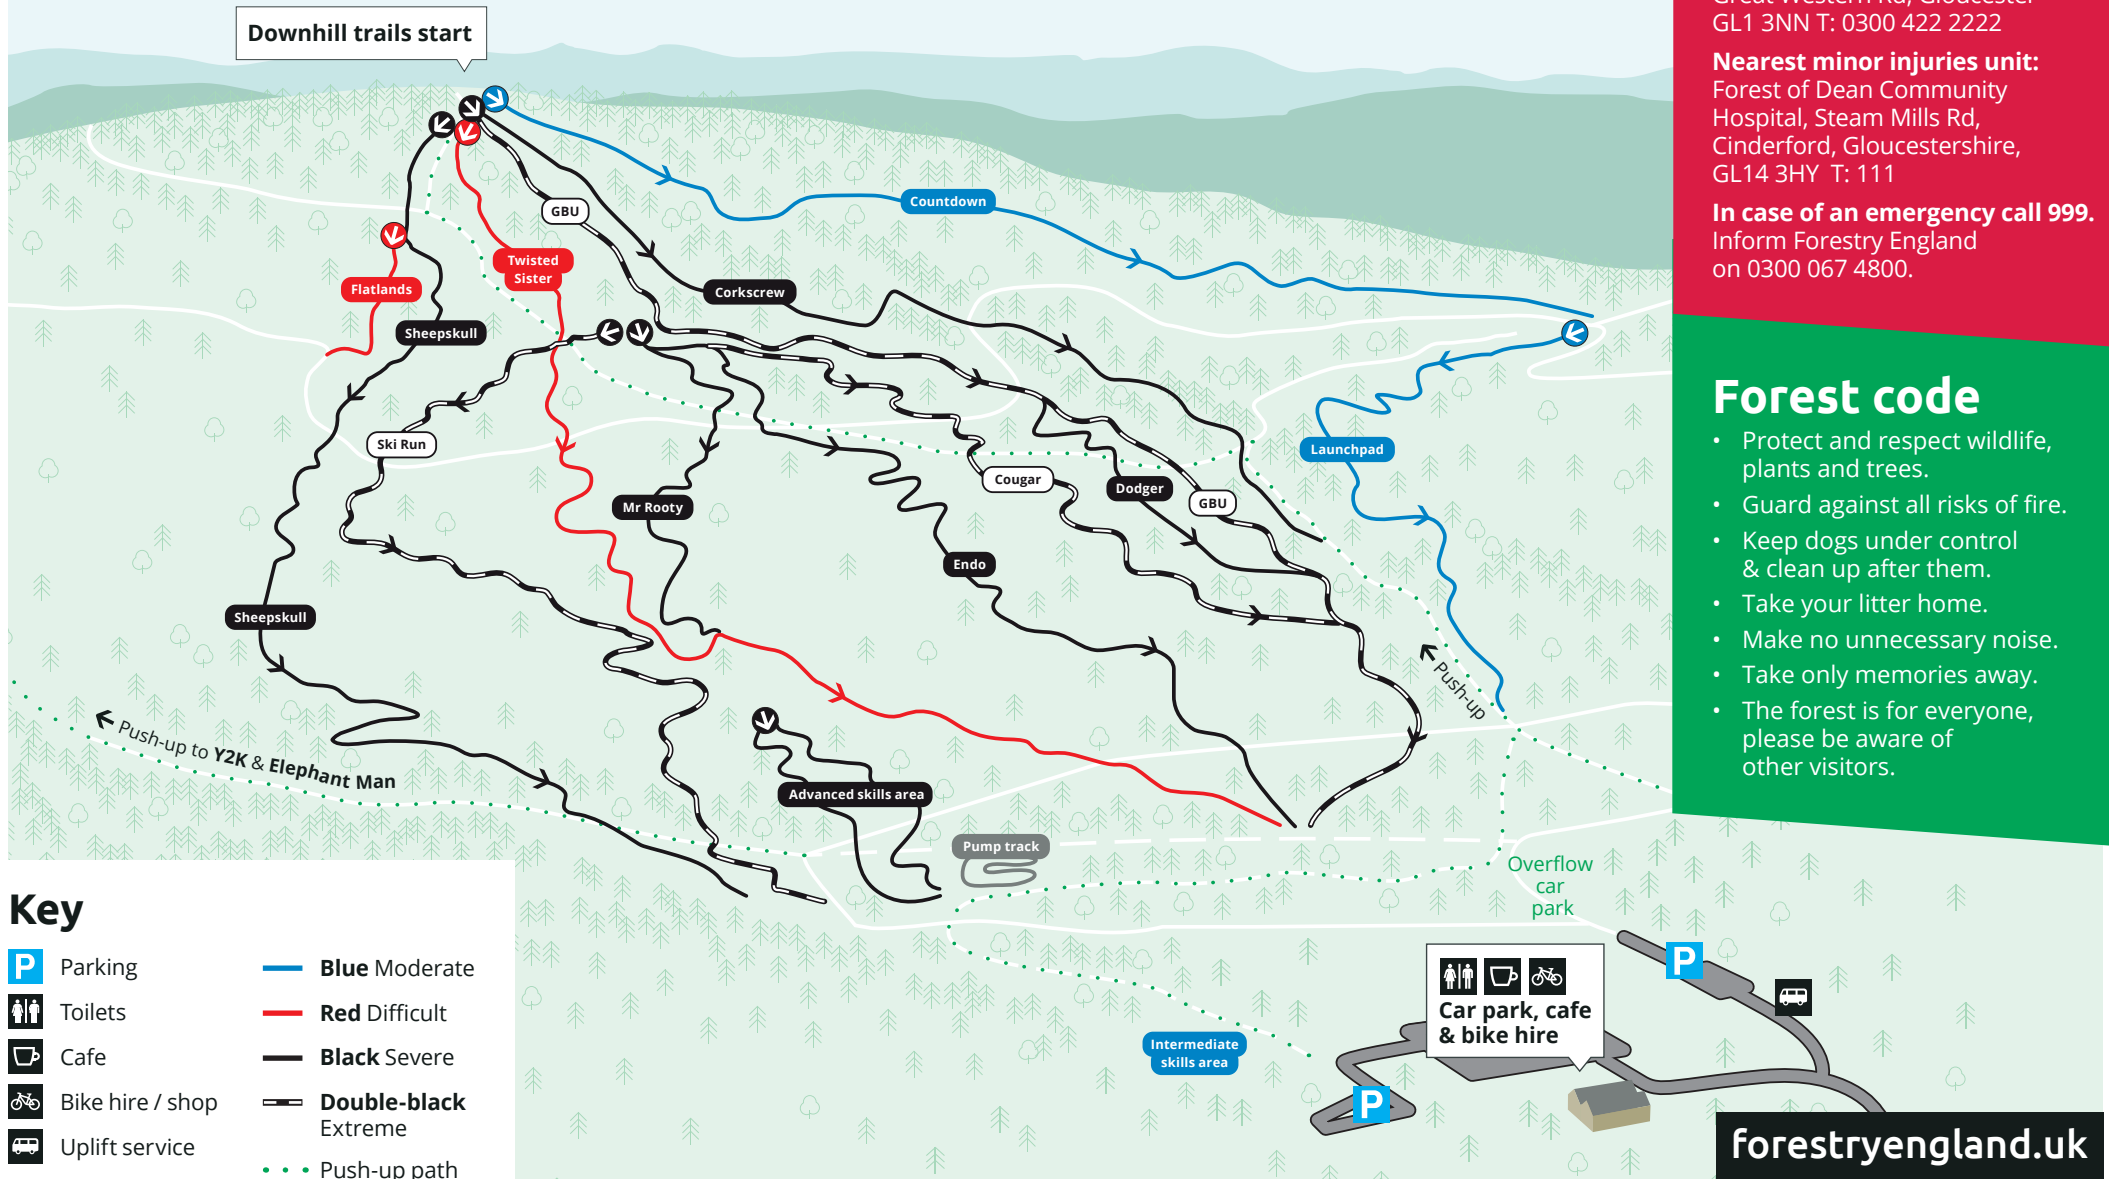 Downhill trails start
GBU
Countdown
Twisted
Sister
Flatlands
Corkscrew
Sheepskull
Ski Run
Launchpad
Cougar
Dodger
GBU
Mr Rooty
Endo
Sheepskull
Push-up
Push-up to Y2K & Elephant Man
Advanced skills area
Pump track
Overflow
car
park
Intermediate
skills area
Car park, cafe
& bike hire
P
P
Key
P Parking
Toilets
Cafe
Bike hire / shop
Uplift service
Blue Moderate
Red Difficult
Black Severe
Double-black
Extreme
Push-up path
Great Western Rd, Gloucester
GL1 3NN T: 0300 422 2222
Nearest minor injuries unit:
Forest of Dean Community
Hospital, Steam Mills Rd,
Cinderford, Gloucestershire,
GL14 3HY T: 111
In case of an emergency call 999.
Inform Forestry England
on 0300 067 4800.
Forest code
• Protect and respect wildlife,
plants and trees.
• Guard against all risks of fire.
• Keep dogs under control
& clean up after them.
• Take your litter home.
• Make no unnecessary noise.
• Take only memories away.
• The forest is for everyone,
please be aware of
other visitors.
forestryengland.uk